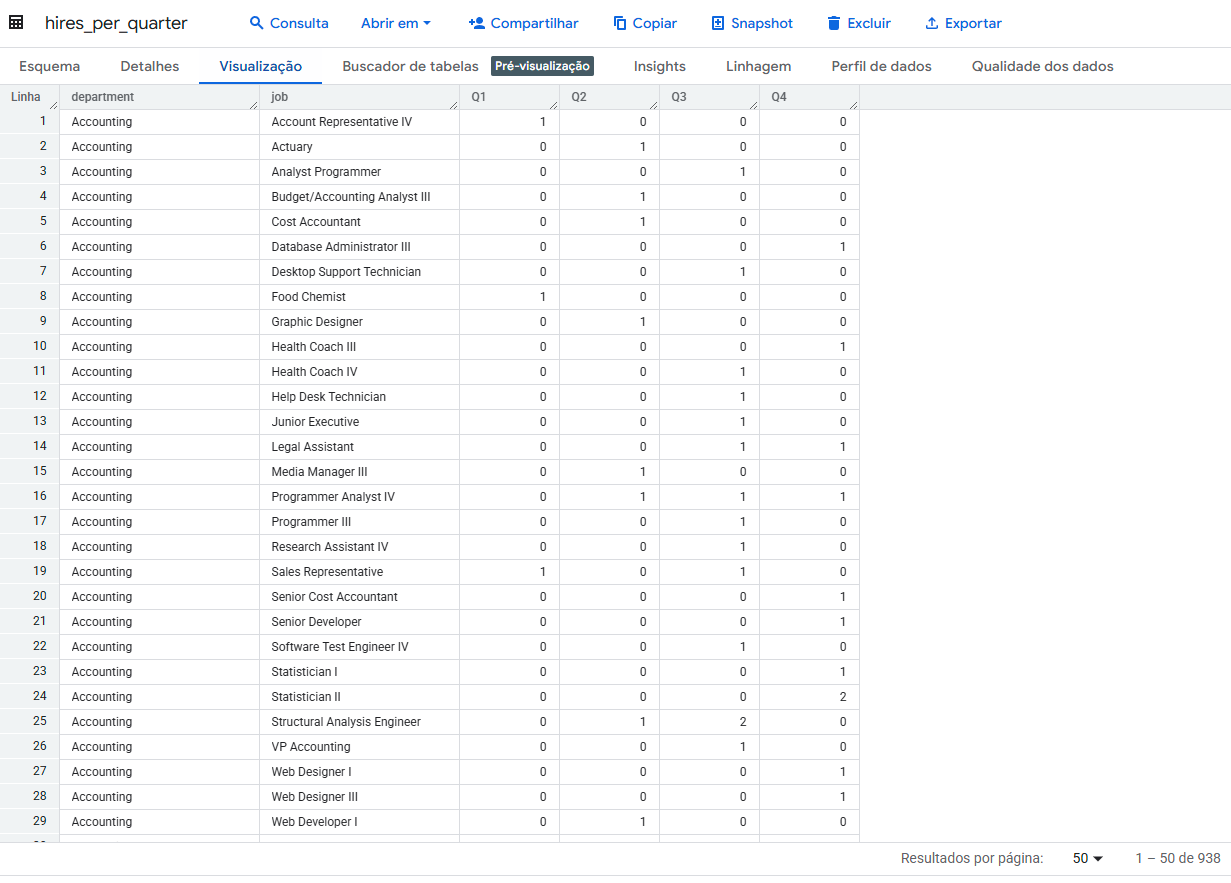 hires_per_quarter Consulta Abrir em Compartilhar Copiar Snapshot Excluir Exportar
Esquema Detalhes Visualização Buscador de tabelas Pré-visualização Insights Linhagem Perfil de dados Qualidade dos dados
Linha department job Q1 Q2 Q3 Q4
1 Accounting Account Representative IV 1 0 0 0
2 Accounting Actuary 0 1 0 0
3 Accounting Analyst Programmer 0 0 1 0
4 Accounting Budget/Accounting Analyst III 0 1 0 0
5 Accounting Cost Accountant 0 1 0 0
6 Accounting Database Administrator III 0 0 0 1
7 Accounting Desktop Support Technician 0 0 1 0
8 Accounting Food Chemist 1 0 0 0
9 Accounting Graphic Designer 0 1 0 0
10 Accounting Health Coach III 0 0 0 1
11 Accounting Health Coach IV 0 0 1 0
12 Accounting Help Desk Technician 0 0 1 0
13 Accounting Junior Executive 0 0 1 0
14 Accounting Legal Assistant 0 0 1 1
15 Accounting Media Manager III 0 1 0 0
16 Accounting Programmer Analyst IV 0 1 1 1
17 Accounting Programmer III 0 0 1 0
18 Accounting Research Assistant IV 0 0 1 0
19 Accounting Sales Representative 1 0 1 0
20 Accounting Senior Cost Accountant 0 0 0 1
21 Accounting Senior Developer 0 0 0 1
22 Accounting Software Test Engineer IV 0 0 1 0
23 Accounting Statistician I 0 0 0 1
24 Accounting Statistician II 0 0 0 2
25 Accounting Structural Analysis Engineer 0 1 2 0
26 Accounting VP Accounting 0 0 1 0
27 Accounting Web Designer I 0 0 0 1
28 Accounting Web Designer III 0 0 0 1
29 Accounting Web Developer I 0 1 0 0
Resultados por página: 50 1 – 50 de 938